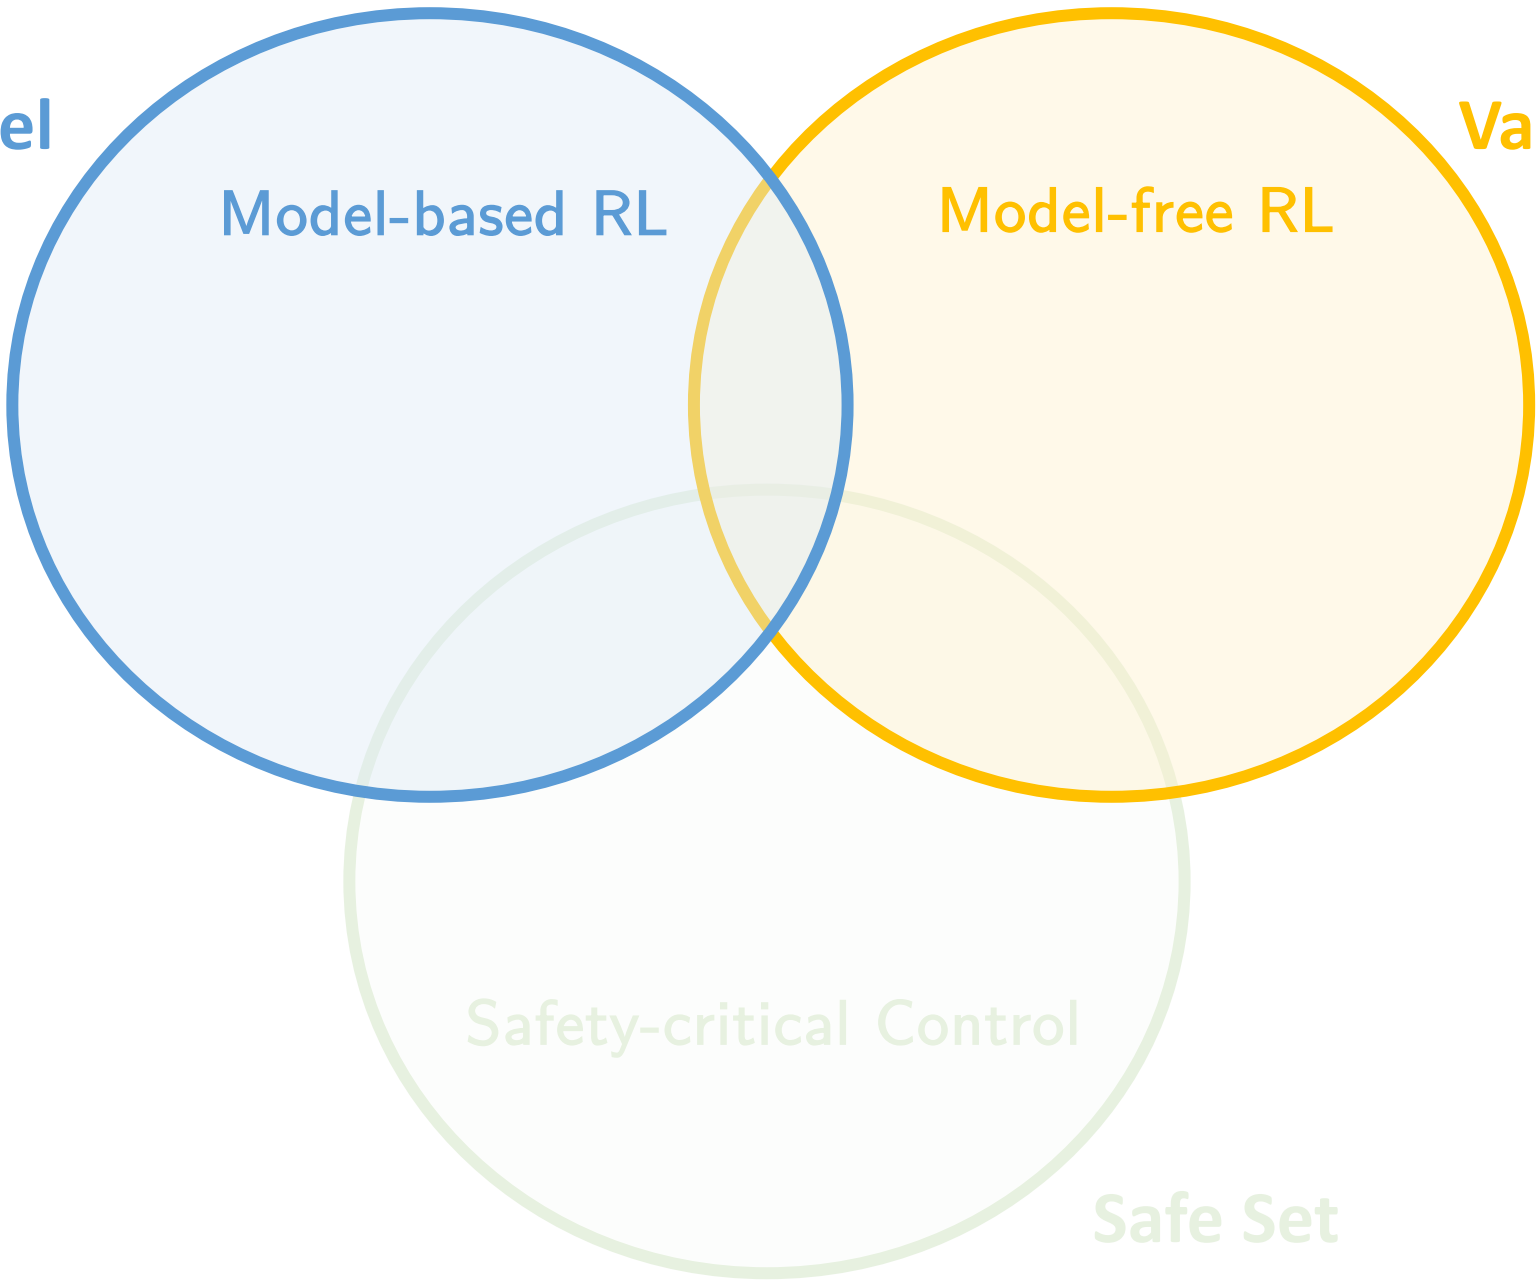 el
Va
Model-based RL
Model-free RL
Safety-critical Control
Safe Set